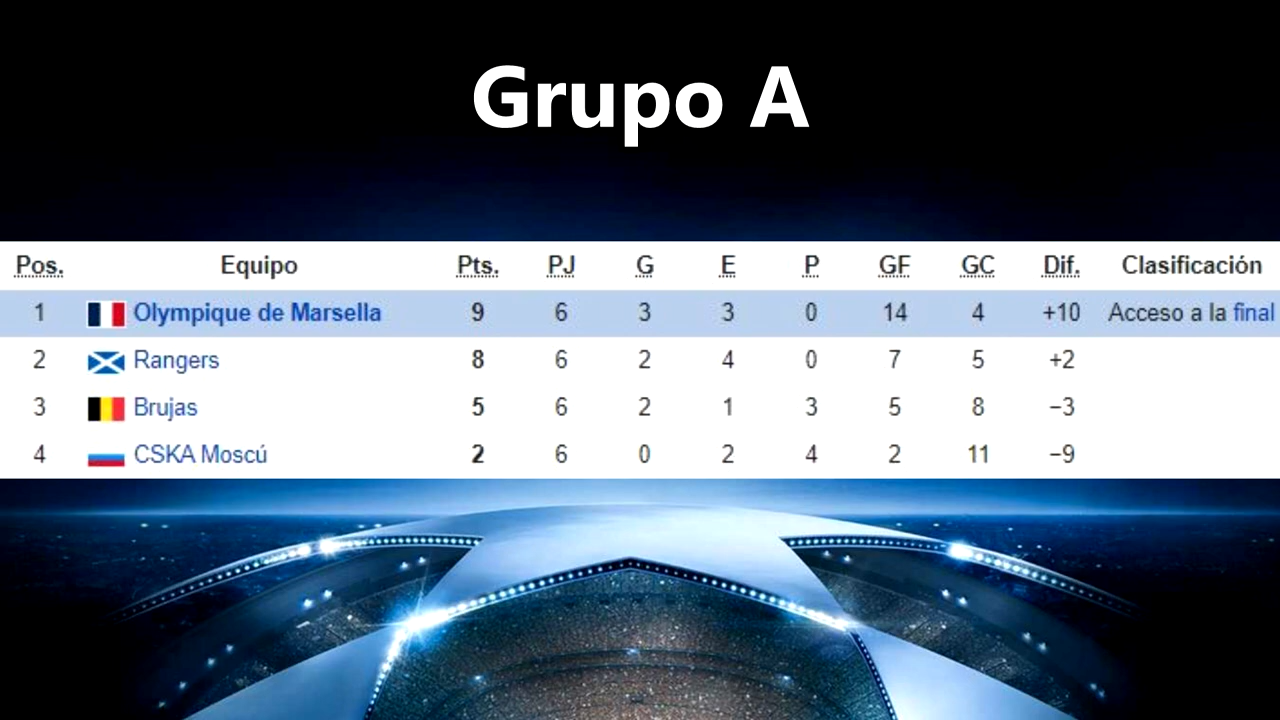 Grupo A
Pos. Equipo Pts. PJ G E P GF GC Dif. Clasificación
1 Olympique de Marsella 9 6 3 3 0 14 4 +10 Acceso a la final
2 Rangers 8 6 2 4 0 7 5 +2
3 Brujas 5 6 2 1 3 5 8 −3
4 CSKA Moscú 2 6 0 2 4 2 11 −9